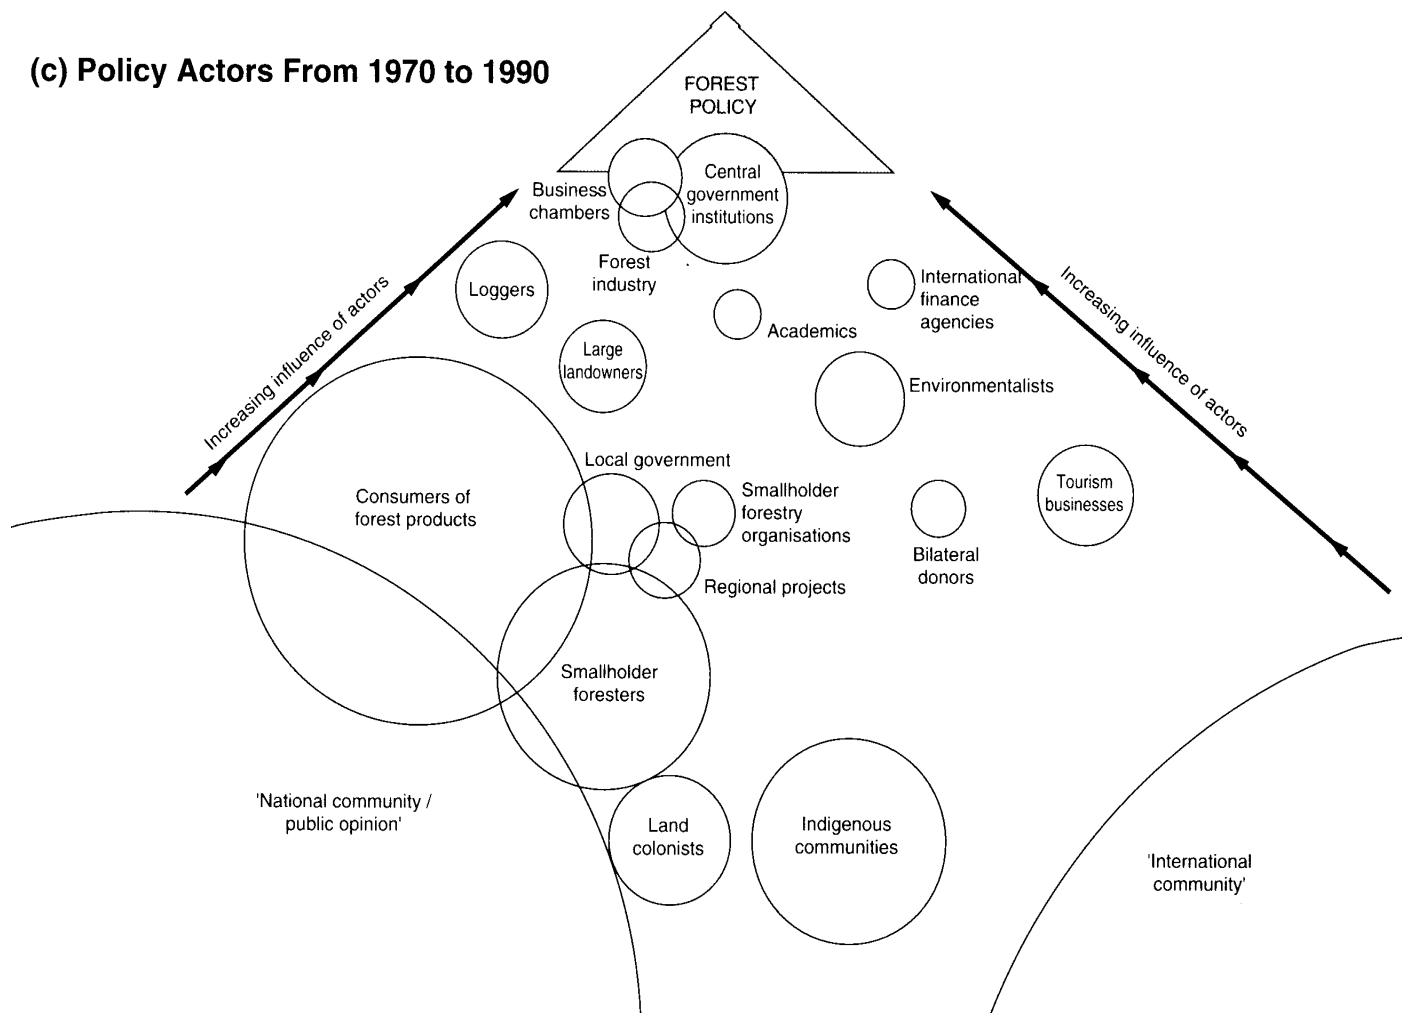 (c) Policy Actors From 1970 to 1990
FOREST
POLICY
Business
chambers
Central
government
institutions
Forest
industry
Loggers
International
finance
agencies
Academics
Large
landowners
Environmentalists
Increasing influence of actors
Increasing influence of actors
Local government
Consumers of
forest products
Smallholder
forestry
organisations
Tourism
businesses
Bilateral
donors
Regional projects
Smallholder
foresters
'National community /
public opinion'
Land
colonists
Indigenous
communities
'International
community'